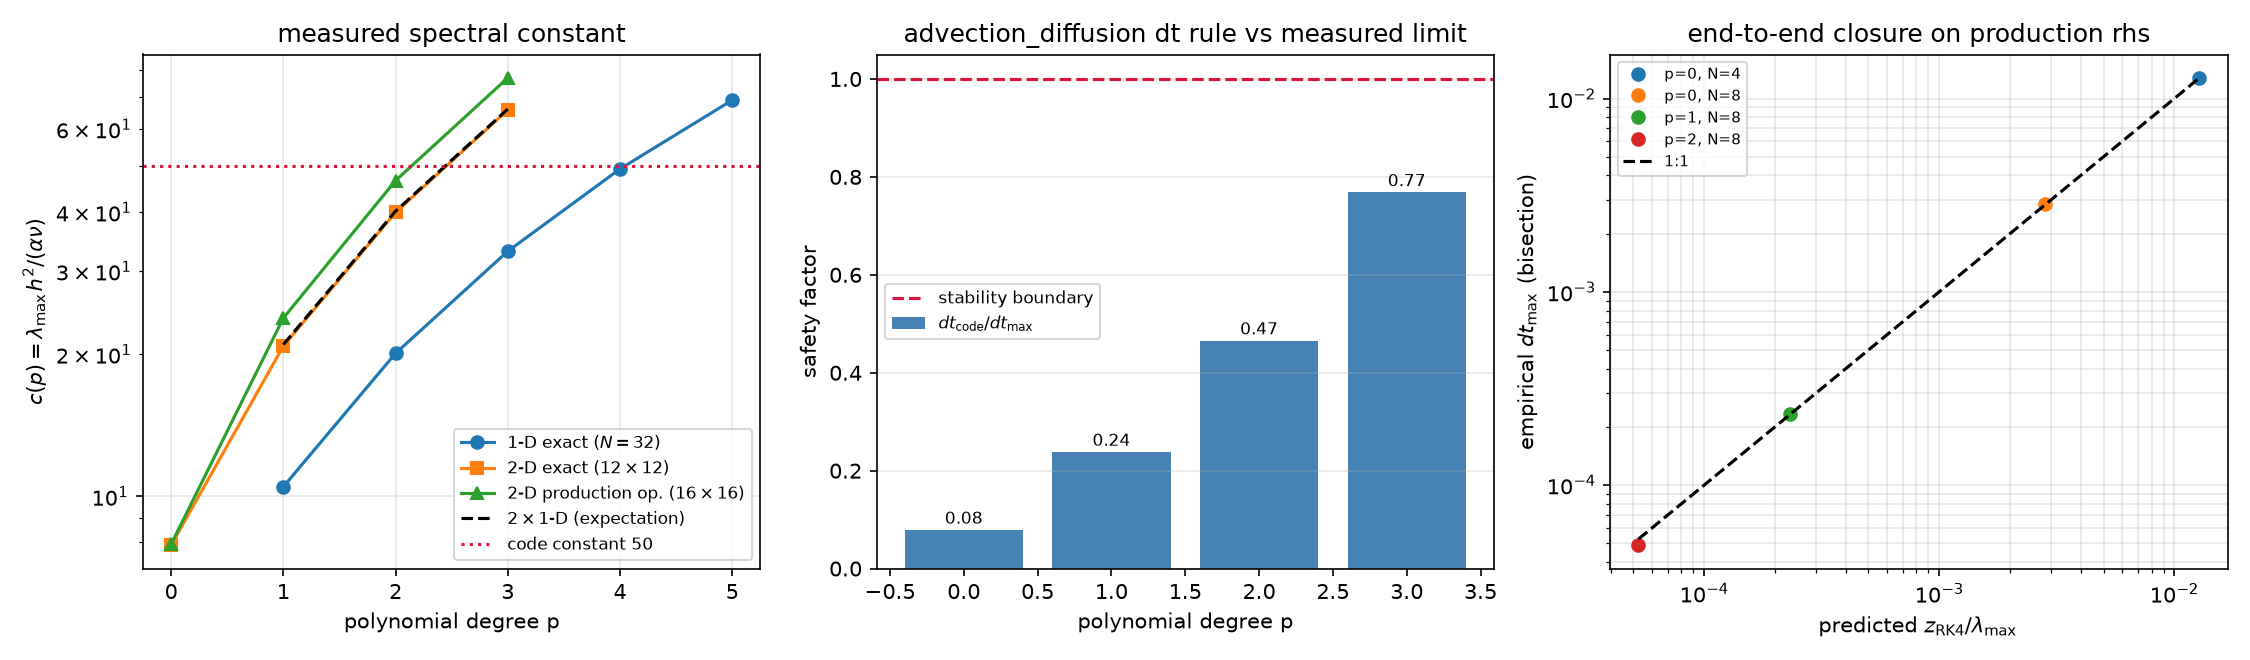 measured spectral constant
c(p) = λmax h²/(αν)
6 × 10¹
4 × 10¹
3 × 10¹
2 × 10¹
10¹
0 1 2 3 4 5
polynomial degree p
1-D exact (N = 32)
2-D exact (12 × 12)
2-D production op. (16 × 16)
2 × 1-D (expectation)
code constant 50
advection_diffusion dt rule vs measured limit
safety factor
1.0
0.8
0.6
0.4
0.2
0.0
0.08
0.24
0.47
0.77
stability boundary
dtcode/dtmax
−0.5 0.0 0.5 1.0 1.5 2.0 2.5 3.0 3.5
polynomial degree p
end-to-end closure on production rhs
empirical dtmax (bisection)
10⁻²
10⁻³
10⁻⁴
p=0, N=4
p=0, N=8
p=1, N=8
p=2, N=8
1:1
10⁻⁴ 10⁻³ 10⁻²
predicted zRK4/λmax